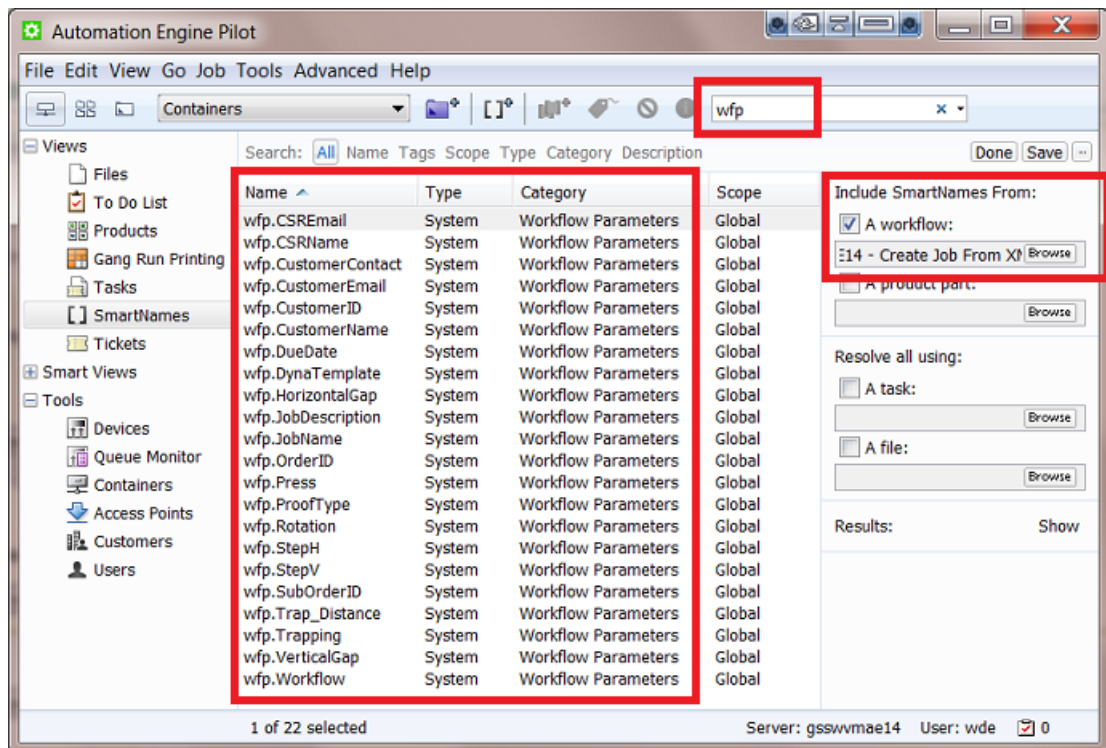 Automation Engine Pilot
File Edit View Go Job Tools Advanced Help
Containers
wfp
Views
Files
To Do List
Products
Gang Run Printing
Tasks
SmartNames
Tickets
Smart Views
Tools
Devices
Queue Monitor
Containers
Access Points
Customers
Users
Search: All Name Tags Scope Type Category Description
Done Save
Name Type Category Scope
wfp.CSREmail System Workflow Parameters Global
wfp.CSRName System Workflow Parameters Global
wfp.CustomerContact System Workflow Parameters Global
wfp.CustomerEmail System Workflow Parameters Global
wfp.CustomerID System Workflow Parameters Global
wfp.CustomerName System Workflow Parameters Global
wfp.DueDate System Workflow Parameters Global
wfp.DynaTemplate System Workflow Parameters Global
wfp.HorizontalGap System Workflow Parameters Global
wfp.JobDescription System Workflow Parameters Global
wfp.JobName System Workflow Parameters Global
wfp.OrderID System Workflow Parameters Global
wfp.Press System Workflow Parameters Global
wfp.ProofType System Workflow Parameters Global
wfp.Rotation System Workflow Parameters Global
wfp.StepH System Workflow Parameters Global
wfp.StepV System Workflow Parameters Global
wfp.SubOrderID System Workflow Parameters Global
wfp.Trap_Distance System Workflow Parameters Global
wfp.Trapping System Workflow Parameters Global
wfp.VerticalGap System Workflow Parameters Global
wfp.Workflow System Workflow Parameters Global
Include SmartNames From:
A workflow:
E14 - Create Job From XM Browse
A product part:
Browse
Resolve all using:
A task:
Browse
A file:
Browse
Results: Show
1 of 22 selected
Server: gsswvmae14 User: wde 0